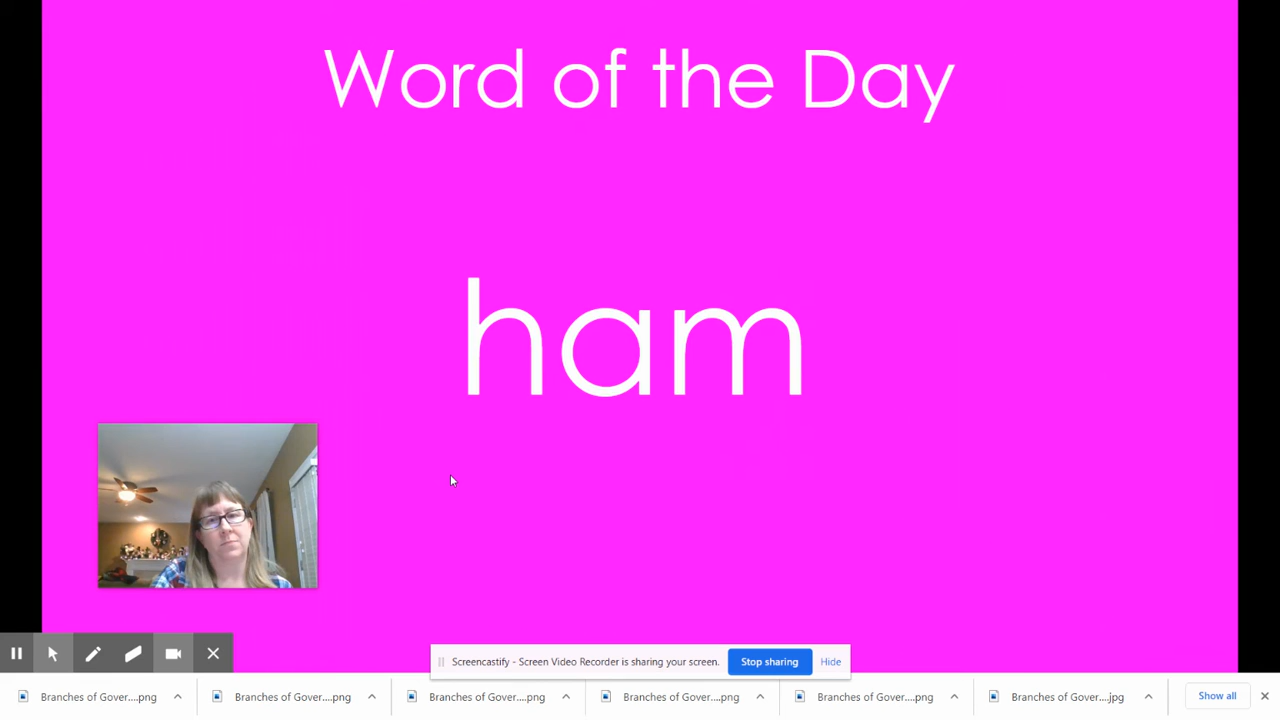 Word of the Day
ham
Screencastify - Screen Video Recorder is sharing your screen. Stop sharing Hide
Branches of Gover....png Branches of Gover....png Branches of Gover....png Branches of Gover....png Branches of Gover....png Branches of Gover....jpg Show all